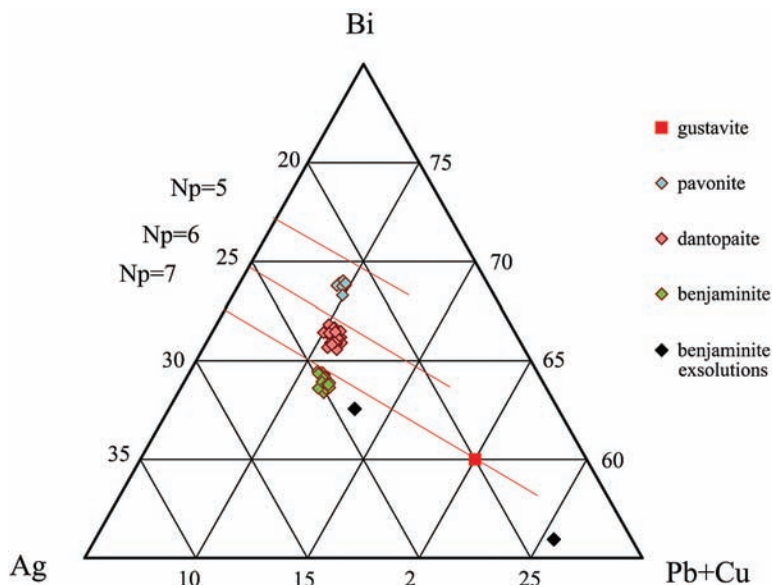 Bi
20
75
gustavite
Np=5
pavonite
Np=6
25
70
dantopaite
Np=7
benjaminite
30
65
benjaminite
exsolutions
35
60
Ag
10
15
2
25
Pb+Cu